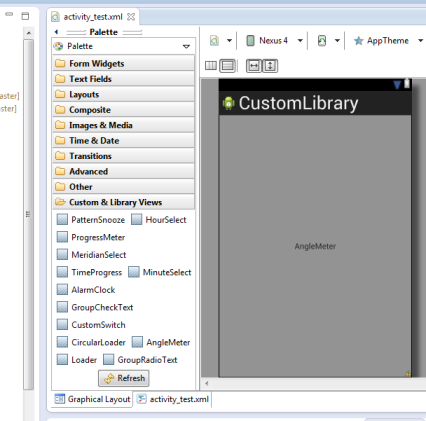 activity_test.xml
Palette
Palette
Nexus 4
AppTheme
Form Widgets
Text Fields
Layouts
Composite
Images & Media
Time & Date
Transitions
Advanced
Other
Custom & Library Views
PatternSnooze HourSelect
ProgressMeter
MeridianSelect
TimeProgress MinuteSelect
AlarmClock
GroupCheckText
CustomSwitch
CircularLoader AngleMeter
Loader GroupRadioText
Refresh
Graphical Layout activity_test.xml
aster]
ster]
CustomLibrary
AngleMeter